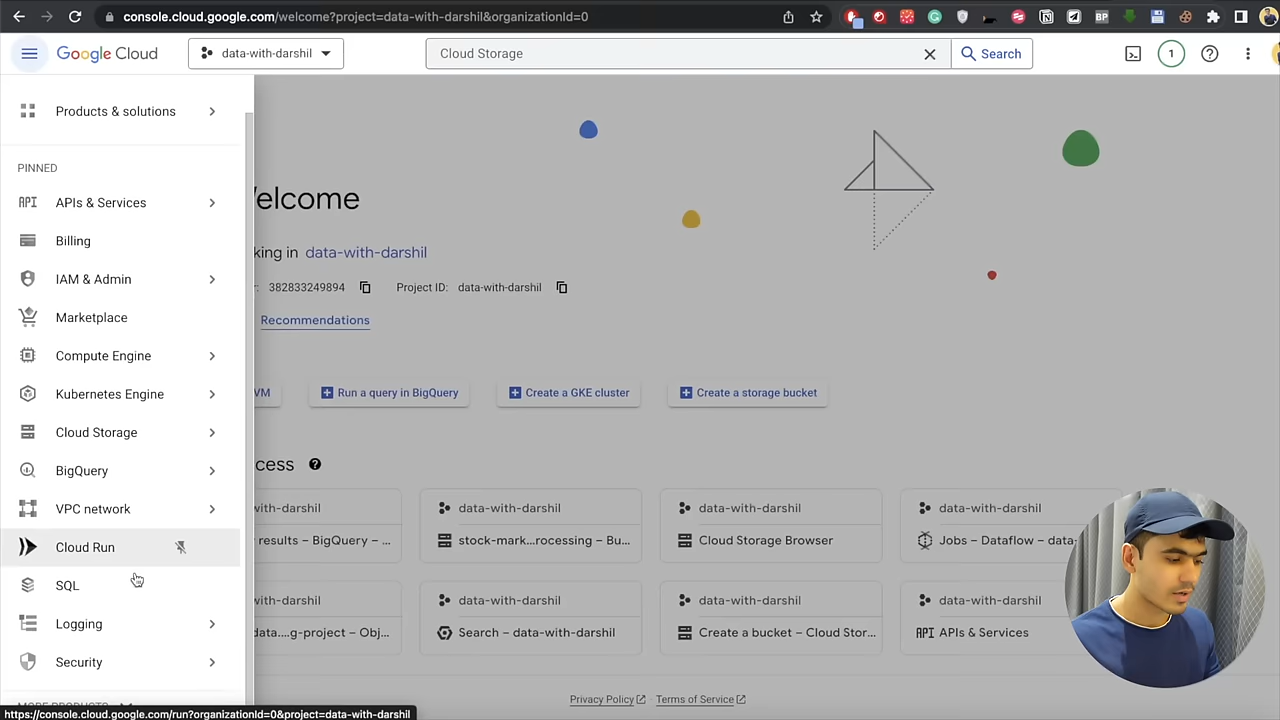 console.cloud.google.com/welcome?project=data-with-darshil&organizationId=0
BP
Google Cloud
data-with-darshil
Cloud Storage
Search
1
Products & solutions
PINNED
API APIs & Services
Billing
IAM & Admin
Marketplace
Compute Engine
Kubernetes Engine
Cloud Storage
BigQuery
VPC network
Cloud Run
SQL
Logging
Security
elcome
king in data-with-darshil
r: 382833249894 Project ID: data-with-darshil
Recommendations
VM
Run a query in BigQuery
Create a GKE cluster
Create a storage bucket
cess
with-darshil
r results – BigQuery – ...
data-with-darshil
stock-mark...rocessing – Bu...
data-with-darshil
Cloud Storage Browser
data-with-darshil
Jobs – Dataflow – data-
with-darshil
data....g-project – Obj...
data-with-darshil
Search – data-with-darshil
data-with-darshil
Create a bucket – Cloud Stor...
data-with-darshil
API APIs & Services
Privacy Policy
Terms of Service
https://console.cloud.google.com/run?organizationId=0&project=data-with-darshil